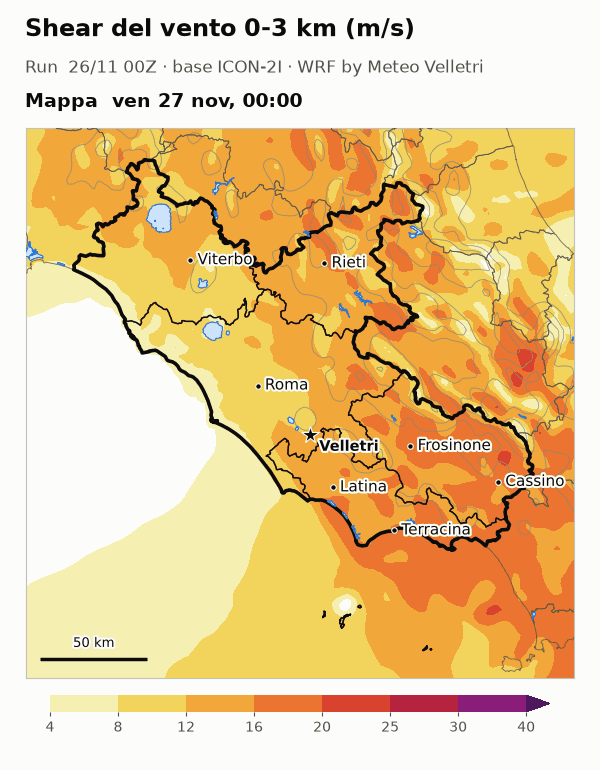 Shear del vento 0-3 km (m/s)
Run  26/11 00Z · base ICON-2I · WRF by Meteo Velletri
Mappa  ven 27 nov, 00:00
Viterbo
Rieti
Roma
Velletri
Frosinone
Latina
Cassino
Terracina
50 km
4 8 12 16 20 25 30 40